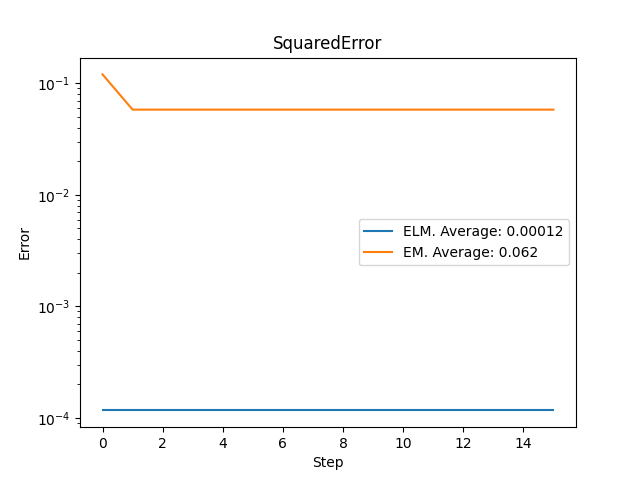 SquaredError
Error
10⁻¹
10⁻²
10⁻³
10⁻⁴
ELM. Average: 0.00012
EM. Average: 0.062
0 2 4 6 8 10 12 14
Step